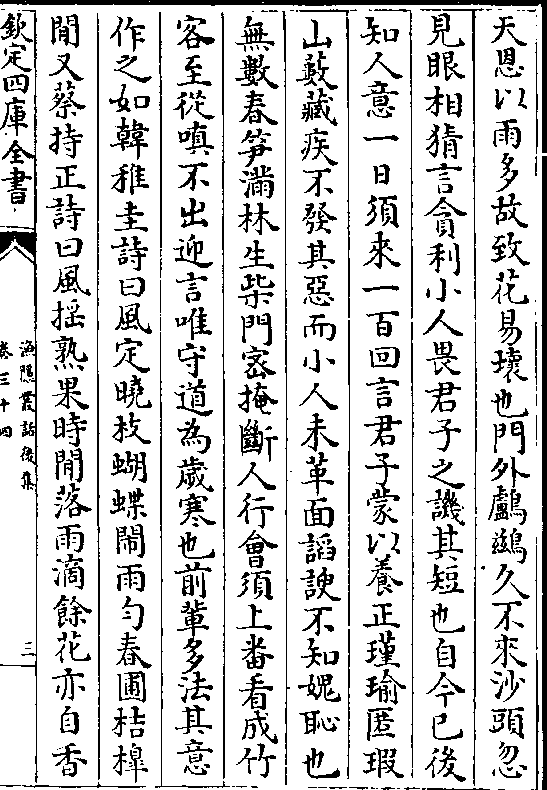 天恩以雨多故致花易壞也門外鸕鷀久不來沙頭忽
見眼相猜言貪利小人畏君子之譏其短也自今已後
知人意一日須來一百回言君子蒙以養正瑾瑜匿瑕
山藪藏疾不發其惡而小人未革面謟諛不知媿恥也
無數春笋滿林生柴門宻掩斷人行會須上番看成竹
客至從嗔不出迎言唯守道為歲寒也前軰多法其意
作之如韓稚圭詩曰風定曉枝蝴蝶閙雨勻春圃桔橰
閒又蔡持正詩曰風揺熟果時聞落雨滴餘花亦自香
欽定四庫全書
漁隱叢話後集
卷三十四
三